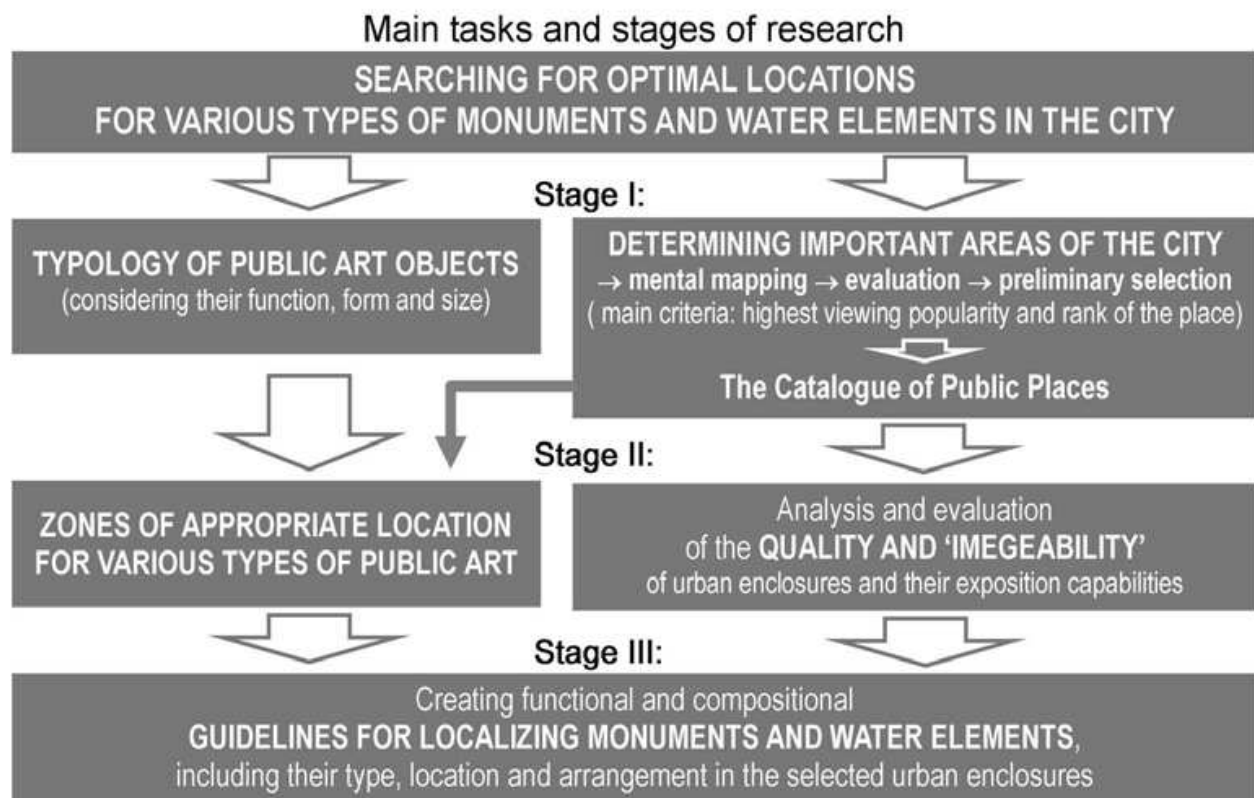 Main tasks and stages of research
SEARCHING FOR OPTIMAL LOCATIONS
FOR VARIOUS TYPES OF MONUMENTS AND WATER ELEMENTS IN THE CITY
Stage I:
TYPOLOGY OF PUBLIC ART OBJECTS
(considering their function, form and size)
DETERMINING IMPORTANT AREAS OF THE CITY
→ mental mapping → evaluation → preliminary selection
( main criteria: highest viewing popularity and rank of the place)
The Catalogue of Public Places
Stage II:
ZONES OF APPROPRIATE LOCATION
FOR VARIOUS TYPES OF PUBLIC ART
Analysis and evaluation
of the QUALITY AND ‘IMEGEABILITY’
of urban enclosures and their exposition capabilities
Stage III:
Creating functional and compositional
GUIDELINES FOR LOCALIZING MONUMENTS AND WATER ELEMENTS,
including their type, location and arrangement in the selected urban enclosures